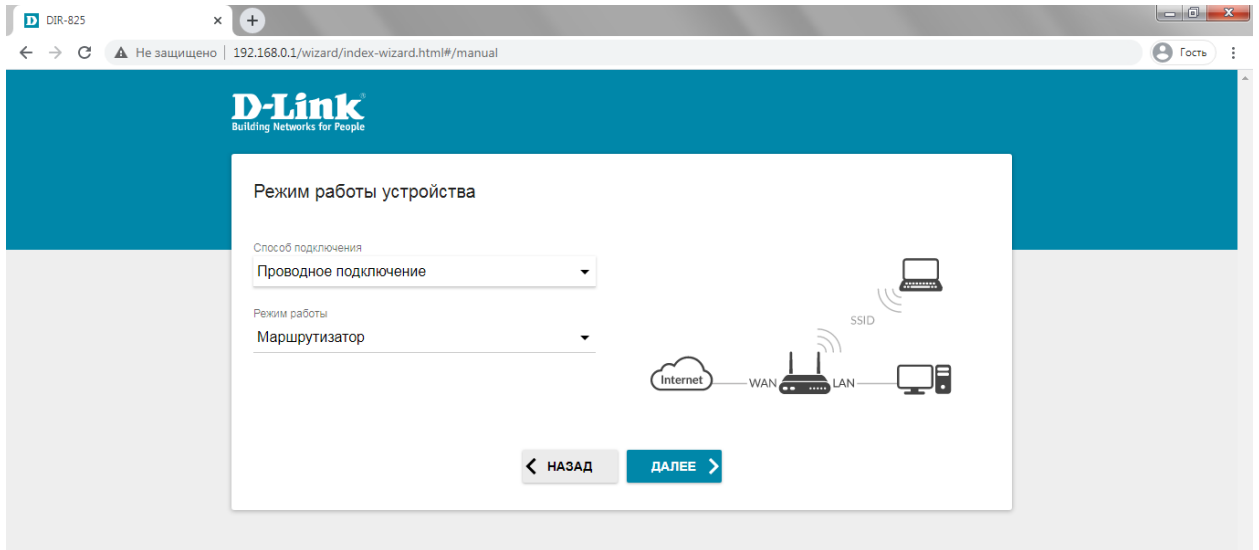 DIR-825
Не защищено | 192.168.0.1/wizard/index-wizard.html#/manual
Гость
D-Link®
Building Networks for People
Режим работы устройства
Способ подключения
Проводное подключение
Режим работы
Маршрутизатор
SSID
Internet
WAN
LAN
НАЗАД
ДАЛЕЕ